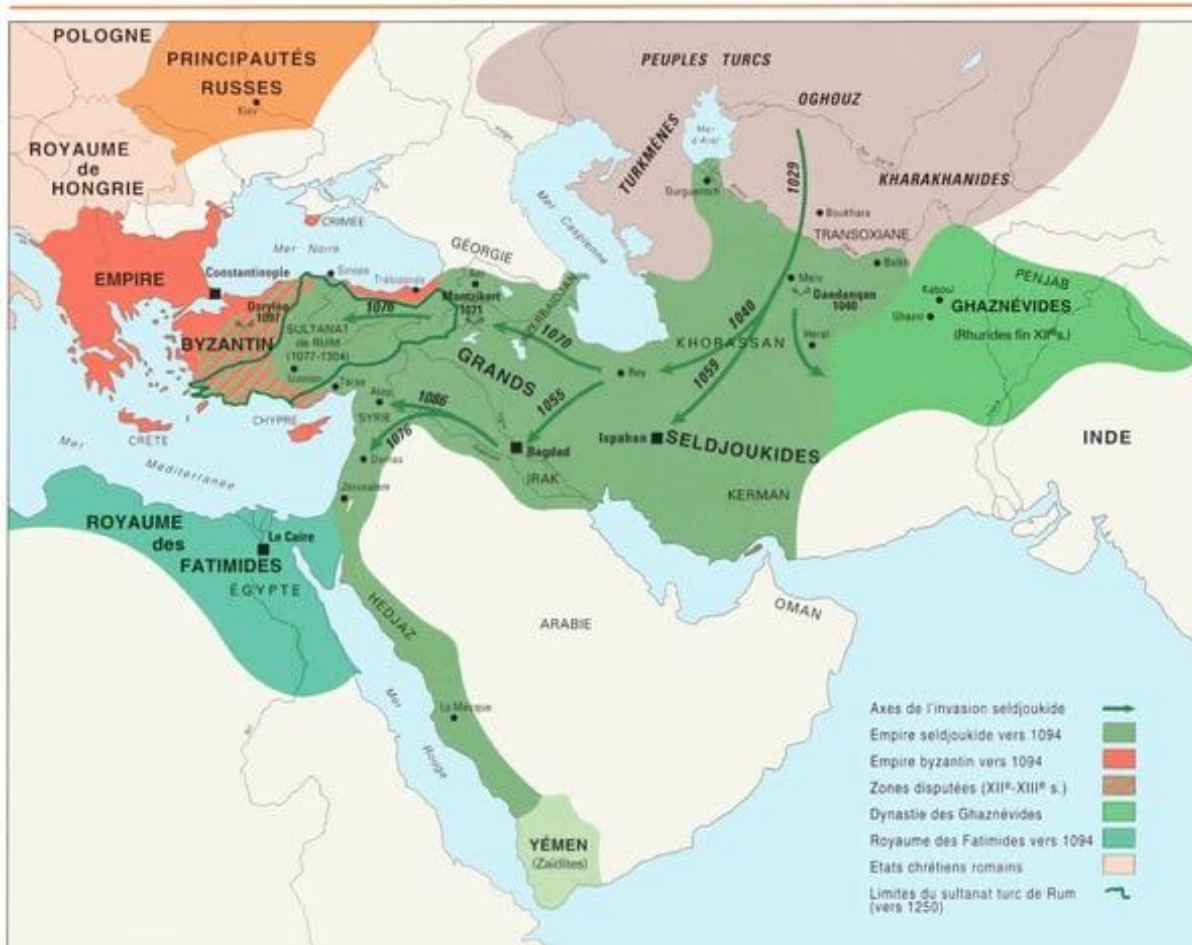 POLOGNE
PRINCIPAUTÉS
RUSSES
Kiev
ROYAUME
de
HONGRIE
PEUPLES TURCS
OGHOUZ
TURKMÈNES
Mer
d'Aral
KHARAKHANIDES
1029
Boukhara
TRANSOXIANE
Balkh
CRIMÉE
Mer Noire
GÉORGIE
Mer Caspienne
EMPIRE
Constantinople
Sinope
Trébizonde
Ani
Mantzikert
1071
Dorylée
1097
1070
SULTANAT
de RUM
(1077-1304)
BYZANTIN
Iconion
Tarse
Alep
SYRIE
CHYPRE
CRÈTE
Mer
Méditerranée
GRANDS
1070
1055
1086
1076
Rey
KHORASSAN
1040
1059
Merv
Dandanqan
1040
Herat
Kaboul
Ghazni
PENJAB
GHAZNÉVIDES
(Rhurides fin XIIᵉ s.)
INDE
Ispahan
SELDJOUKIDES
Bagdad
IRAK
KERMAN
Damas
Jérusalem
ROYAUME
des
FATIMIDES
Le Caire
ÉGYPTE
HEDJAZ
ARABIE
OMAN
La Mecque
Mer
Rouge
Nil
YÉMEN
(Zaïdites)
Axes de l'invasion seldjoukide
Empire seldjoukide vers 1094
Empire byzantin vers 1094
Zones disputées (XIIᵉ-XIIIᵉ s.)
Dynastie des Ghaznévides
Royaume des Fatimides vers 1094
Etats chrétiens romains
Limites du sultanat turc de Rum
(vers 1250)